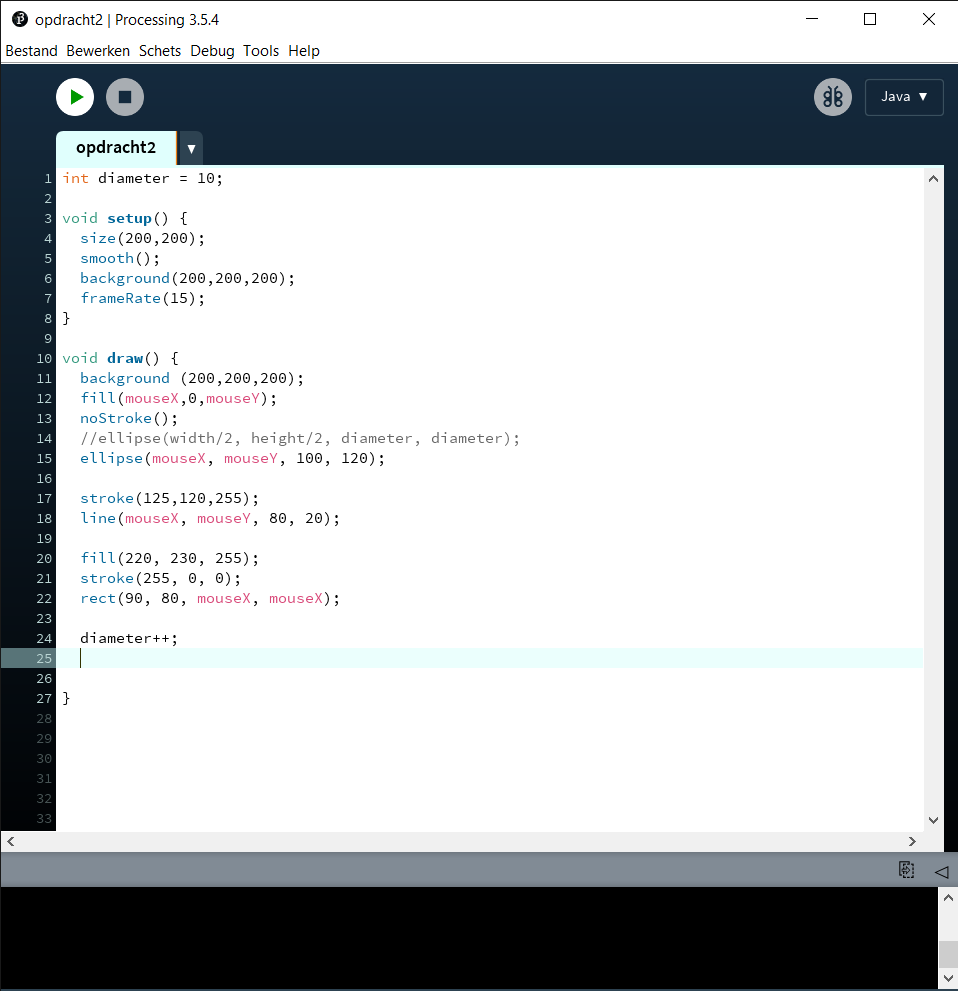 opdracht2 | Processing 3.5.4
Bestand Bewerken Schets Debug Tools Help
Java ▼
opdracht2 ▼
1 int diameter = 10;
2
3 void setup() {
4   size(200,200);
5   smooth();
6   background(200,200,200);
7   frameRate(15);
8 }
9
10 void draw() {
11   background (200,200,200);
12   fill(mouseX,0,mouseY);
13   noStroke();
14   //ellipse(width/2, height/2, diameter, diameter);
15   ellipse(mouseX, mouseY, 100, 120);
16
17   stroke(125,120,255);
18   line(mouseX, mouseY, 80, 20);
19
20   fill(220, 230, 255);
21   stroke(255, 0, 0);
22   rect(90, 80, mouseX, mouseX);
23
24   diameter++;
25
26
27 }
28
29
30
31
32
33